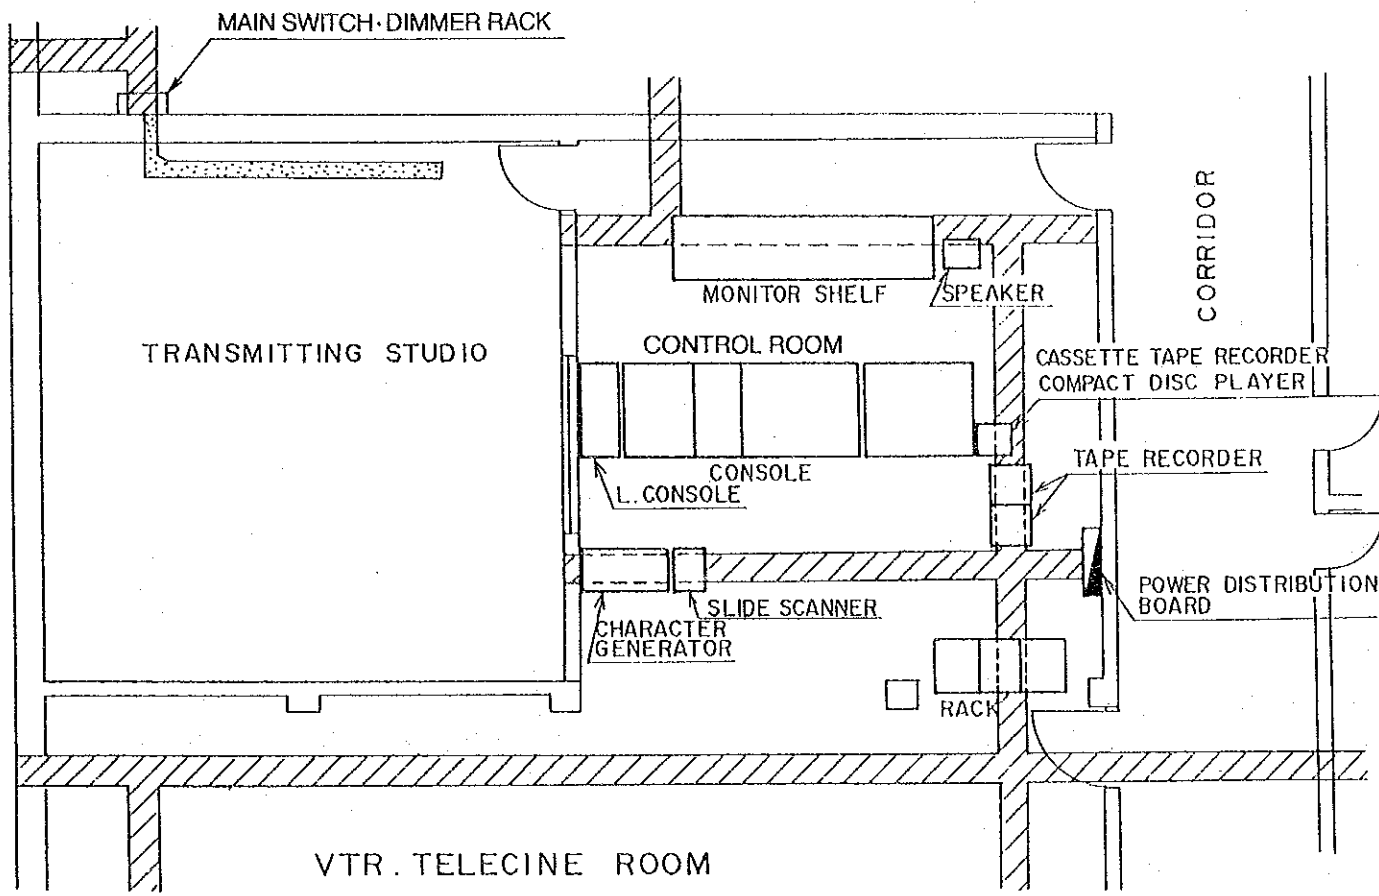 MAIN SWITCH·DIMMER RACK
CORRIDOR
MONITOR SHELF
SPEAKER
TRANSMITTING STUDIO
CONTROL ROOM
CASSETTE TAPE RECORDER
COMPACT DISC PLAYER
CONSOLE
L. CONSOLE
TAPE RECORDER
SLIDE SCANNER
CHARACTER
GENERATOR
POWER DISTRIBUTION
BOARD
RACK
VTR. TELECINE ROOM